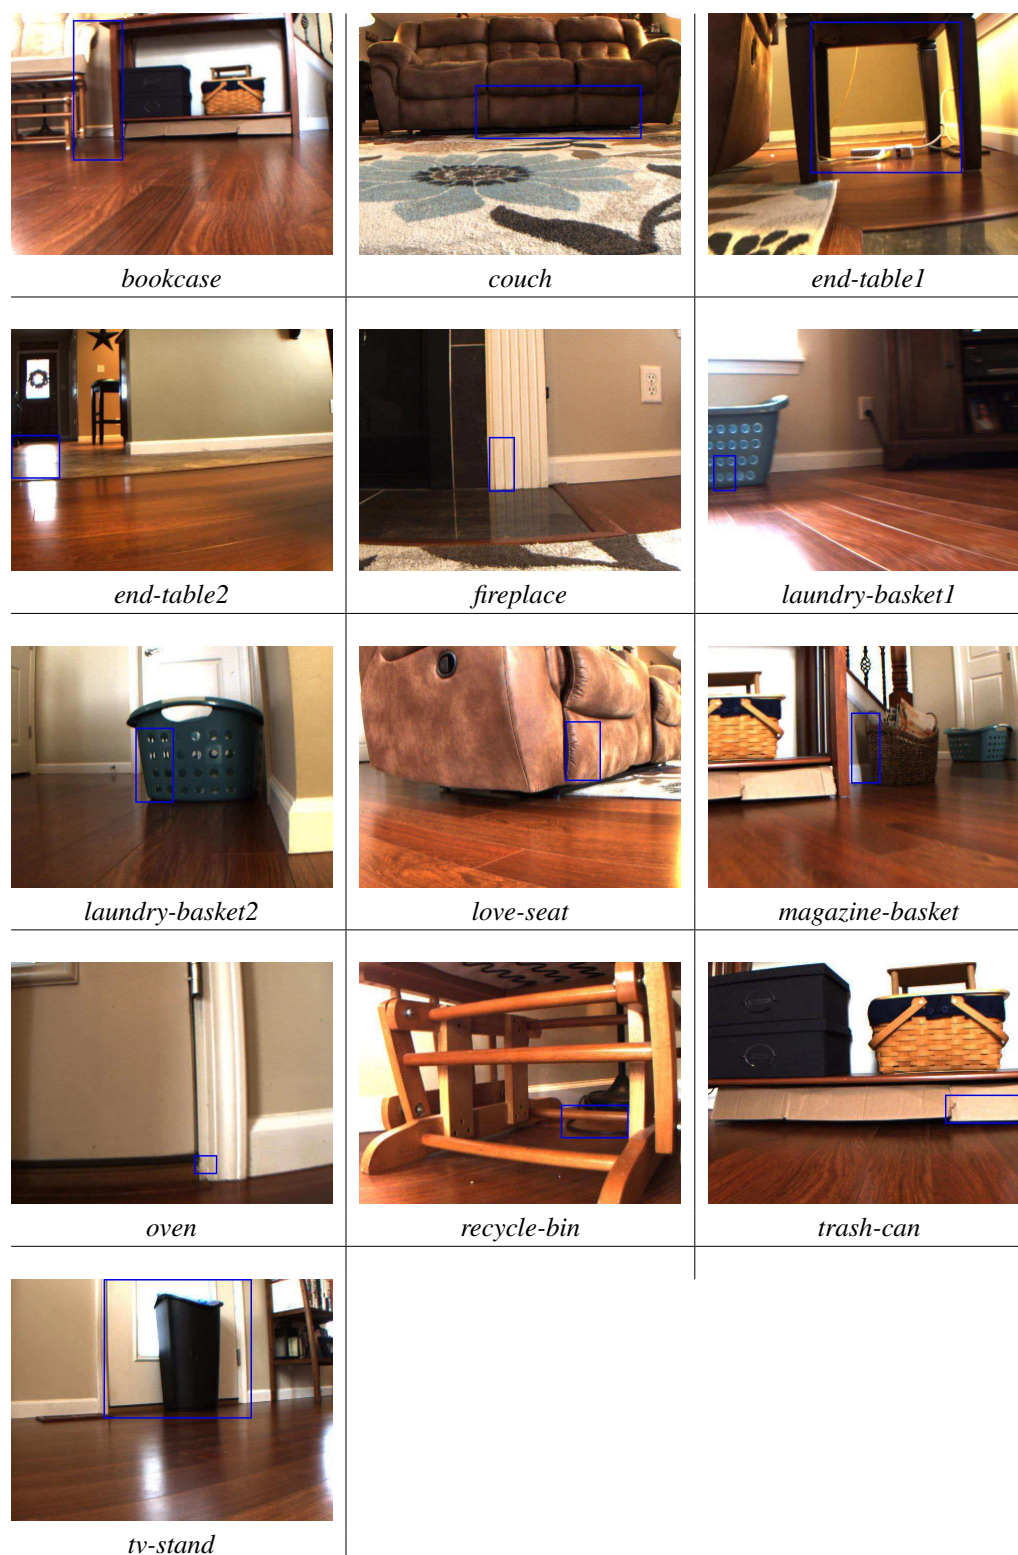 bookcase
couch
end-table1
end-table2
fireplace
laundry-basket1
laundry-basket2
love-seat
magazine-basket
oven
recycle-bin
trash-can
tv-stand